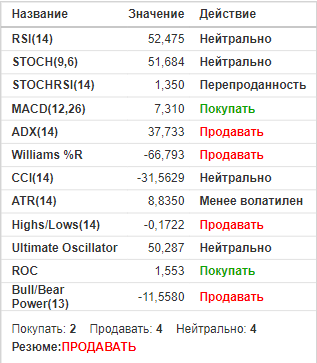 Название Значение Действие
RSI(14) 52,475 Нейтрально
STOCH(9,6) 51,684 Нейтрально
STOCHRSI(14) 1,350 Перепроданность
MACD(12,26) 7,310 Покупать
ADX(14) 37,733 Продавать
Williams %R -66,793 Продавать
CCI(14) -31,5629 Нейтрально
ATR(14) 8,8350 Менее волатилен
Highs/Lows(14) -0,1722 Продавать
Ultimate Oscillator 50,287 Нейтрально
ROC 1,553 Покупать
Bull/Bear
Power(13) -11,5580 Продавать
Покупать: 2 Продавать: 4 Нейтрально: 4
Резюме:ПРОДАВАТЬ